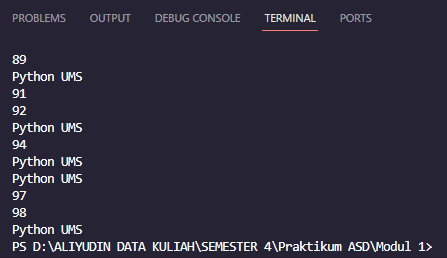 PROBLEMS OUTPUT DEBUG CONSOLE TERMINAL PORTS
89
Python UMS
91
92
Python UMS
94
Python UMS
Python UMS
97
98
Python UMS
PS D:\ALIYUDIN DATA KULIAH\SEMESTER 4\Praktikum ASD\Modul 1>